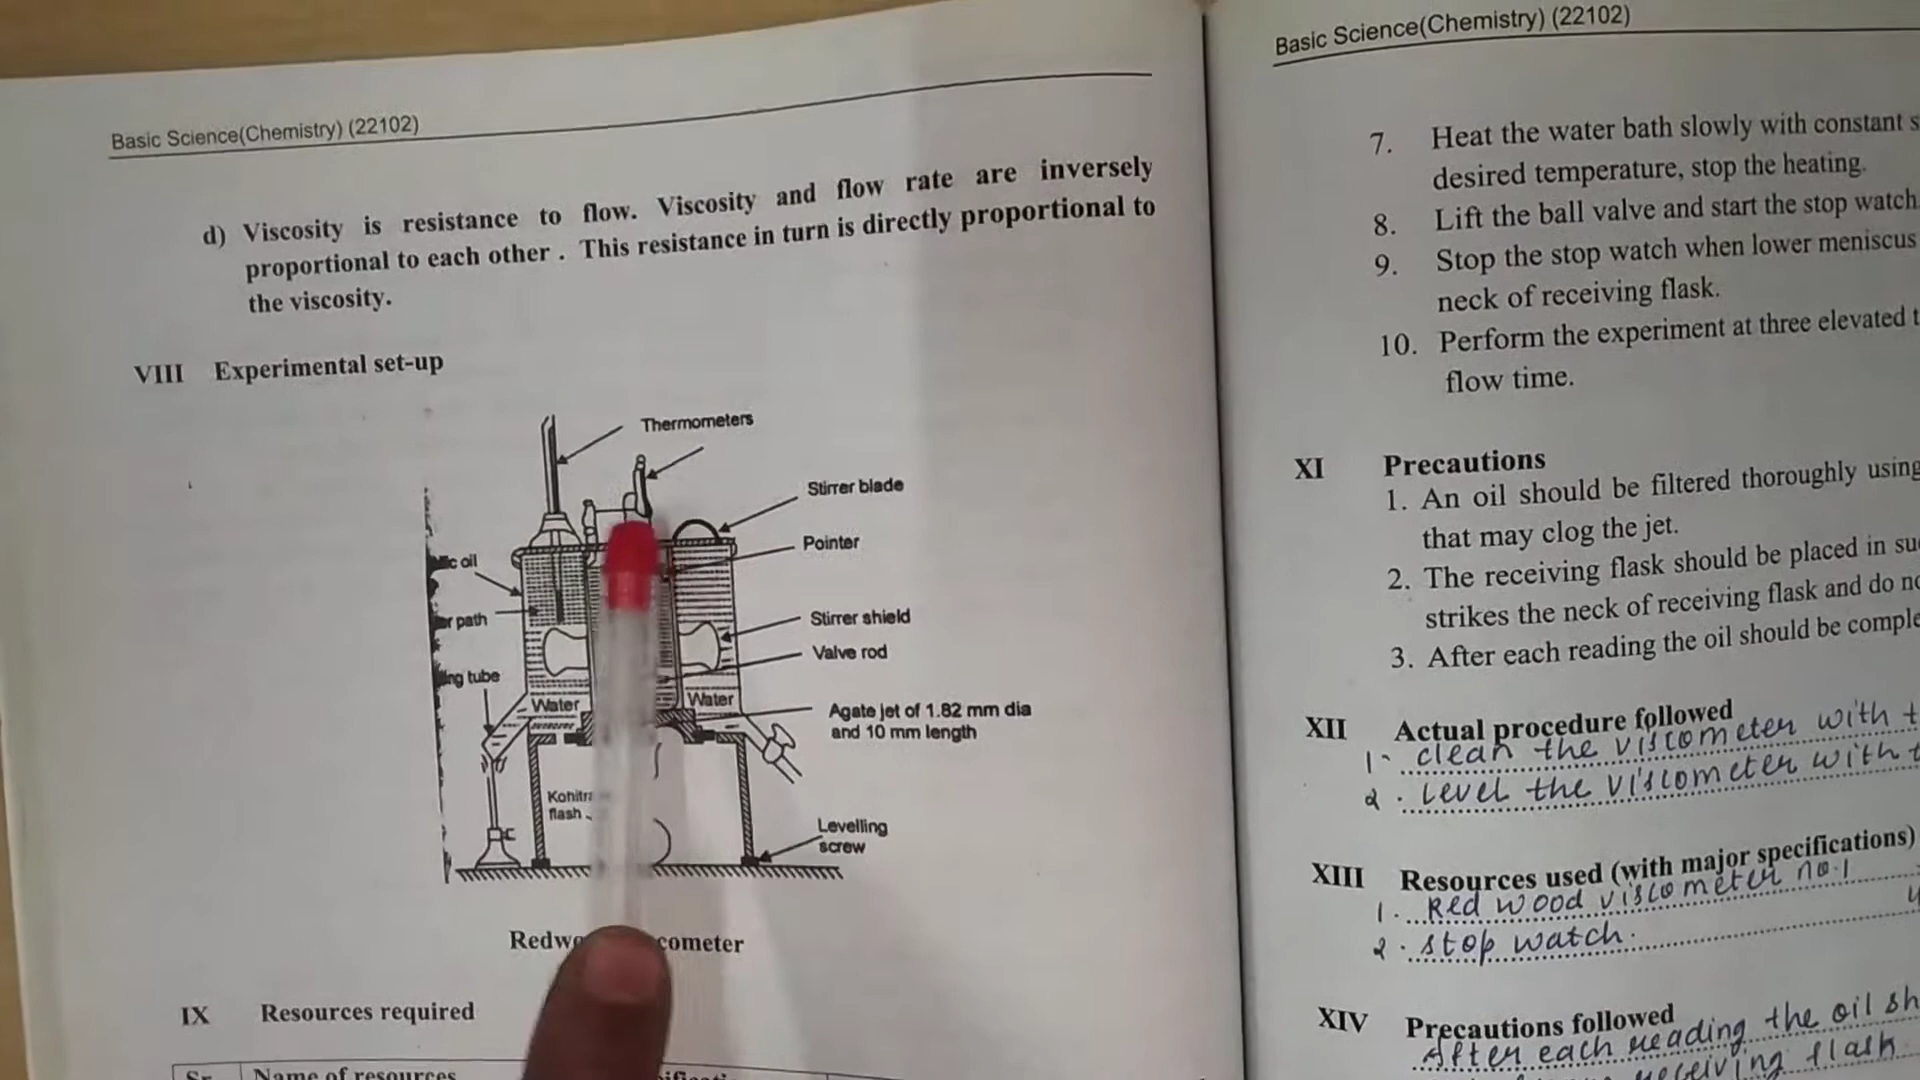 Basic Science(Chemistry) (22102)
d) Viscosity is resistance to flow. Viscosity and flow rate are inversely
proportional to each other . This resistance in turn is directly proportional to
the viscosity.
VIII Experimental set-up
Thermometers
Stirrer blade
Pointer
oil
path
tube
Stirrer shield
Valve rod
Water
Water
Agate jet of 1.82 mm dia
and 10 mm length
flash
Levelling
screw
IX Resources required
Name of resources
Basic Science(Chemistry) (22102)
7. Heat the water bath slowly with constant
desired temperature, stop the heating.
8. Lift the ball valve and start the stop watch
9. Stop the stop watch when lower meniscus
neck of receiving flask.
10. Perform the experiment at three elevated
flow time.
XI Precautions
1. An oil should be filtered thoroughly using
that may clog the jet.
2. The receiving flask should be placed in
strikes the neck of receiving flask and do
3. After each reading the oil should be
XII Actual procedure followed
1. clean the viscometer with
2. Level the viscometer with
XIII Resources used (with major specifications)
1. Red wood viscometer no.1
2. stop watch.
XIV Precautions followed
After each reading the oil
receiving flask